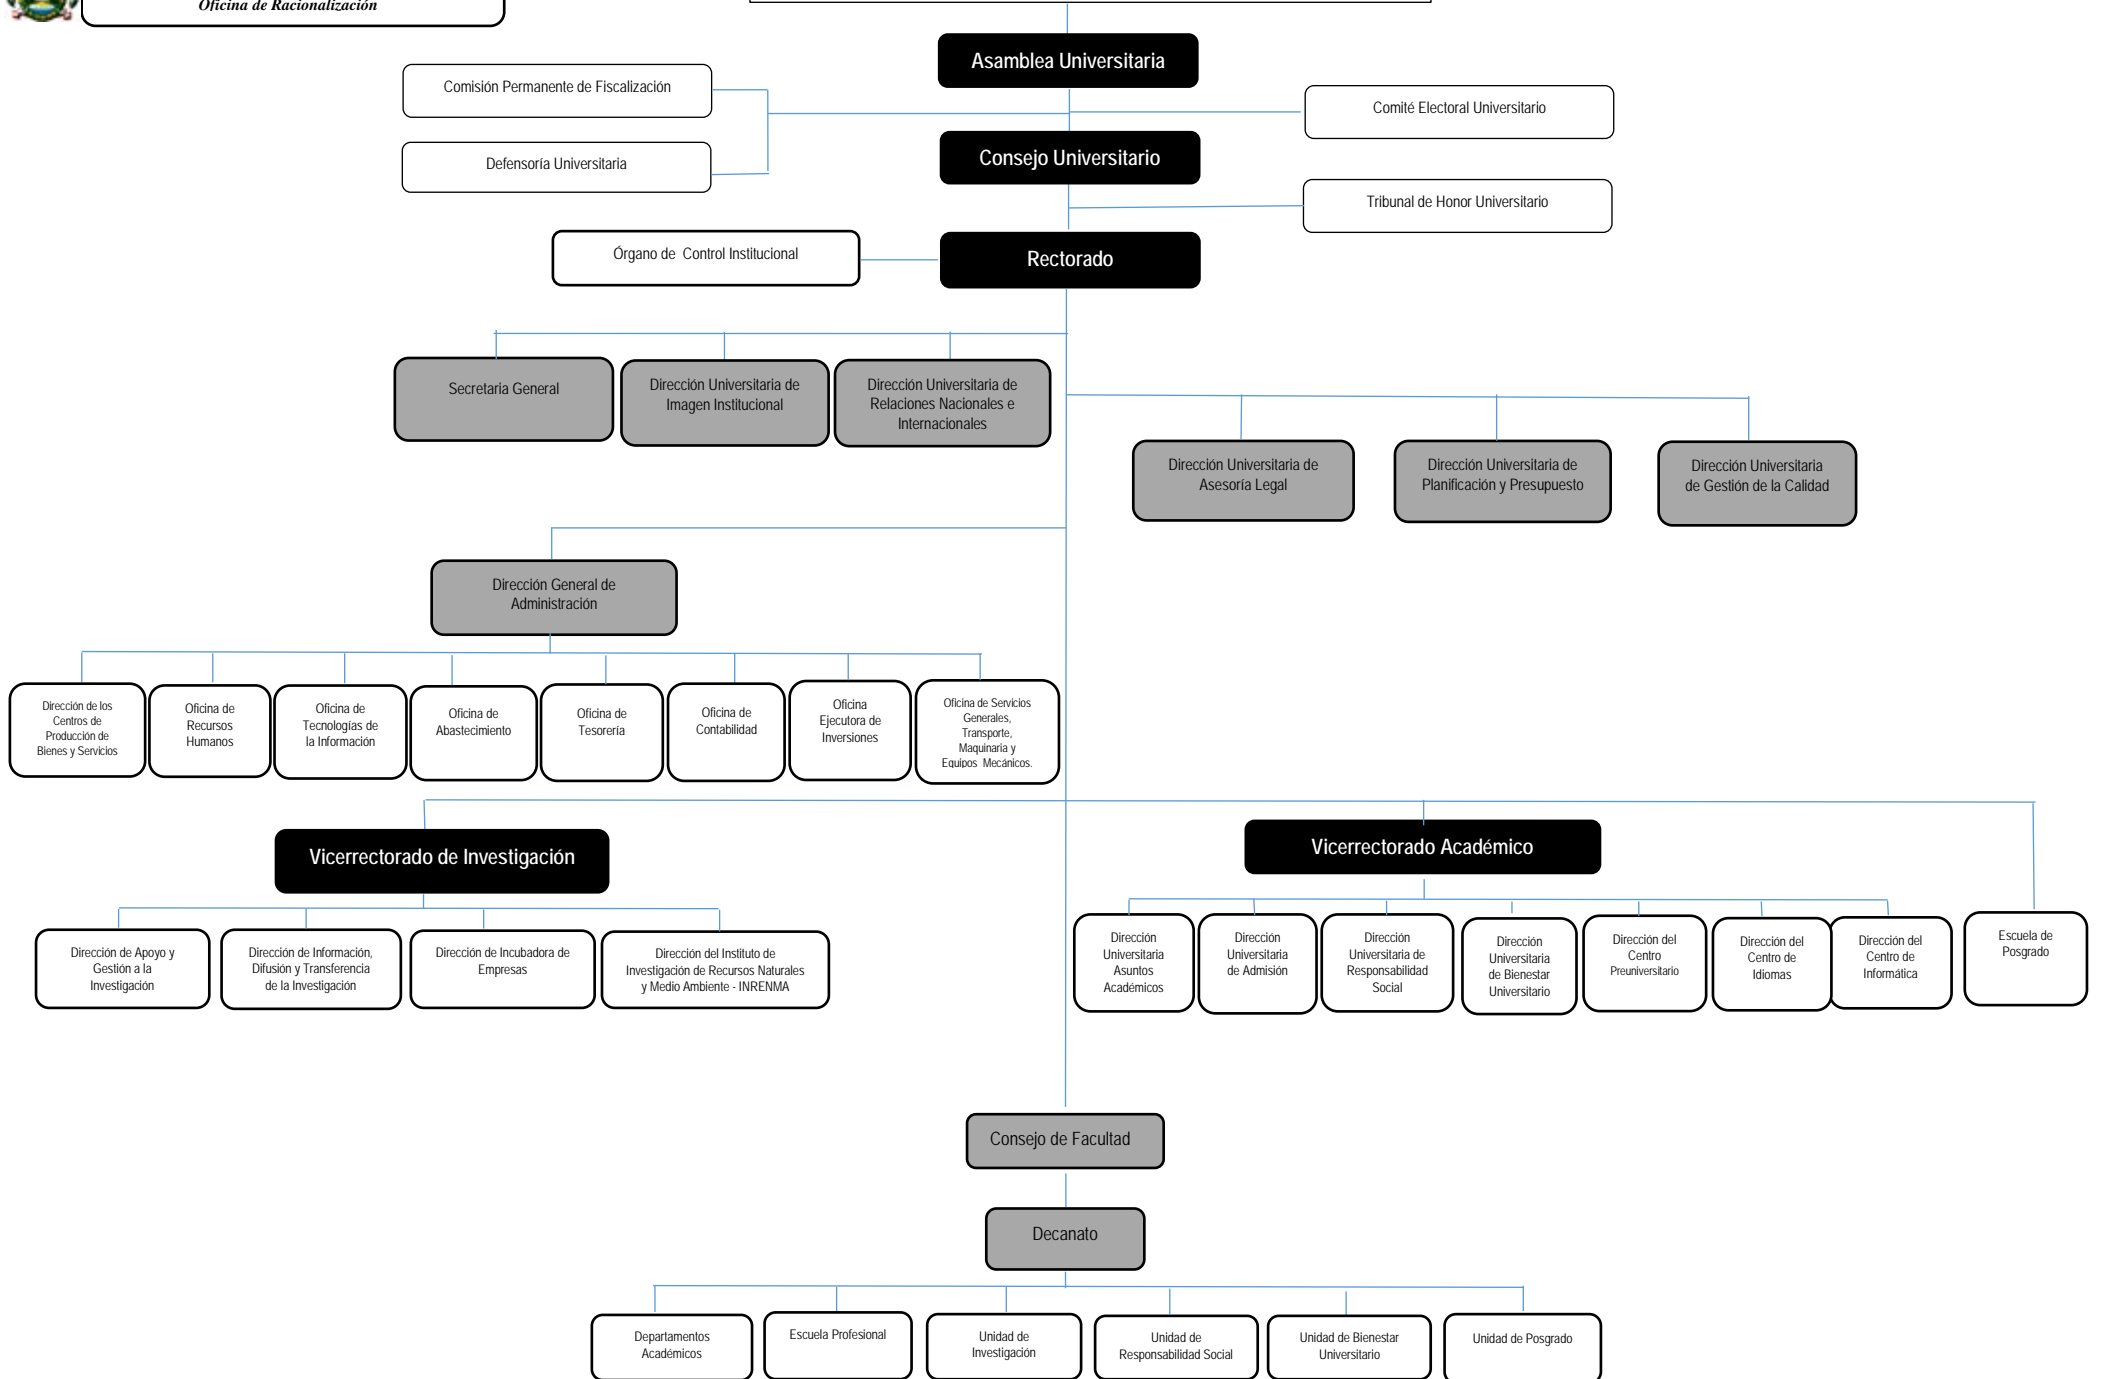 Oficina de Racionalización
Asamblea Universitaria
Comisión Permanente de Fiscalización
Comité Electoral Universitario
Consejo Universitario
Defensoría Universitaria
Tribunal de Honor Universitario
Órgano de Control Institucional
Rectorado
Secretaria General
Dirección Universitaria de
Imagen Institucional
Dirección Universitaria de
Relaciones Nacionales e
Internacionales
Dirección Universitaria de
Asesoría Legal
Dirección Universitaria de
Planificación y Presupuesto
Dirección Universitaria
de Gestión de la Calidad
Dirección General de
Administración
Dirección de los
Centros de
Producción de
Bienes y Servicios
Oficina de
Recursos
Humanos
Oficina de
Tecnologías de
la Información
Oficina de
Abastecimiento
Oficina de
Tesorería
Oficina de
Contabilidad
Oficina
Ejecutora de
Inversiones
Oficina de Servicios
Generales,
Transporte,
Maquinaria y
Equipos Mecánicos.
Vicerrectorado de Investigación
Vicerrectorado Académico
Dirección de Apoyo y
Gestión a la
Investigación
Dirección de Información,
Difusión y Transferencia
de la Investigación
Dirección de Incubadora de
Empresas
Dirección del Instituto de
Investigación de Recursos Naturales
y Medio Ambiente - INRENMA
Dirección
Universitaria
Asuntos
Académicos
Dirección
Universitaria
de Admisión
Dirección
Universitaria de
Responsabilidad
Social
Dirección
Universitaria
de Bienestar
Universitario
Dirección del
Centro
Preuniversitario
Dirección del
Centro de
Idiomas
Dirección del
Centro de
Informática
Escuela de
Posgrado
Consejo de Facultad
Decanato
Departamentos
Académicos
Escuela Profesional
Unidad de
Investigación
Unidad de
Responsabilidad Social
Unidad de Bienestar
Universitario
Unidad de Posgrado